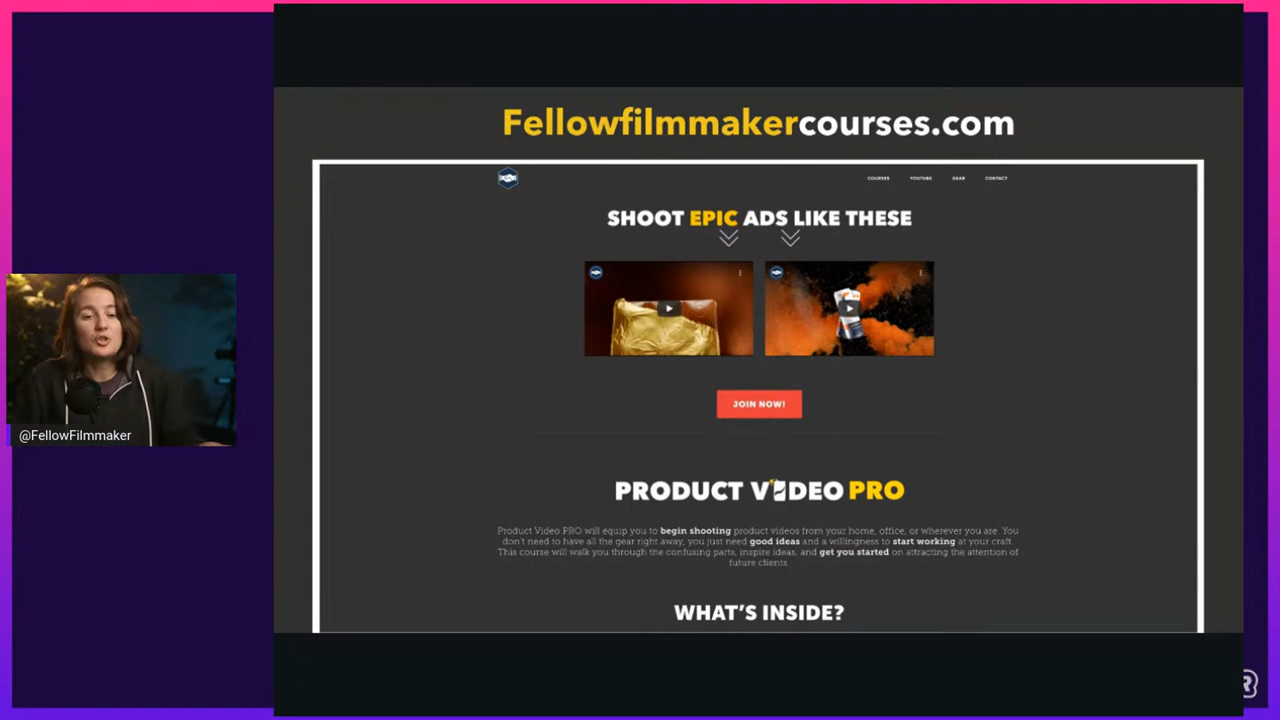 Fellowfilmmakercourses.com
COURSES YOUTUBE GEAR CONTACT
SHOOT EPIC ADS LIKE THESE
JOIN NOW!
PRODUCT VIDEO PRO
Product Video PRO will equip you to begin shooting product videos from your home, office, or wherever you are. You
don't need to have all the gear right away, you just need good ideas and a willingness to start working at your craft.
This course will walk you through the confusing parts, inspire ideas, and get you started on attracting the attention of
future clients.
WHAT'S INSIDE?
@FellowFilmmaker
R